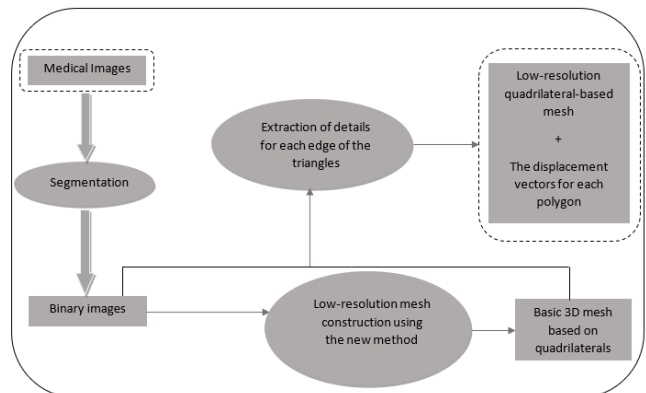 Medical Images
Segmentation
Binary images
Low-resolution mesh
construction using
the new method
Basic 3D mesh
based on
quadrilaterals
Extraction of details
for each edge of the
triangles
Low-resolution
quadrilateral-based
mesh
+
The displacement
vectors for each
polygon